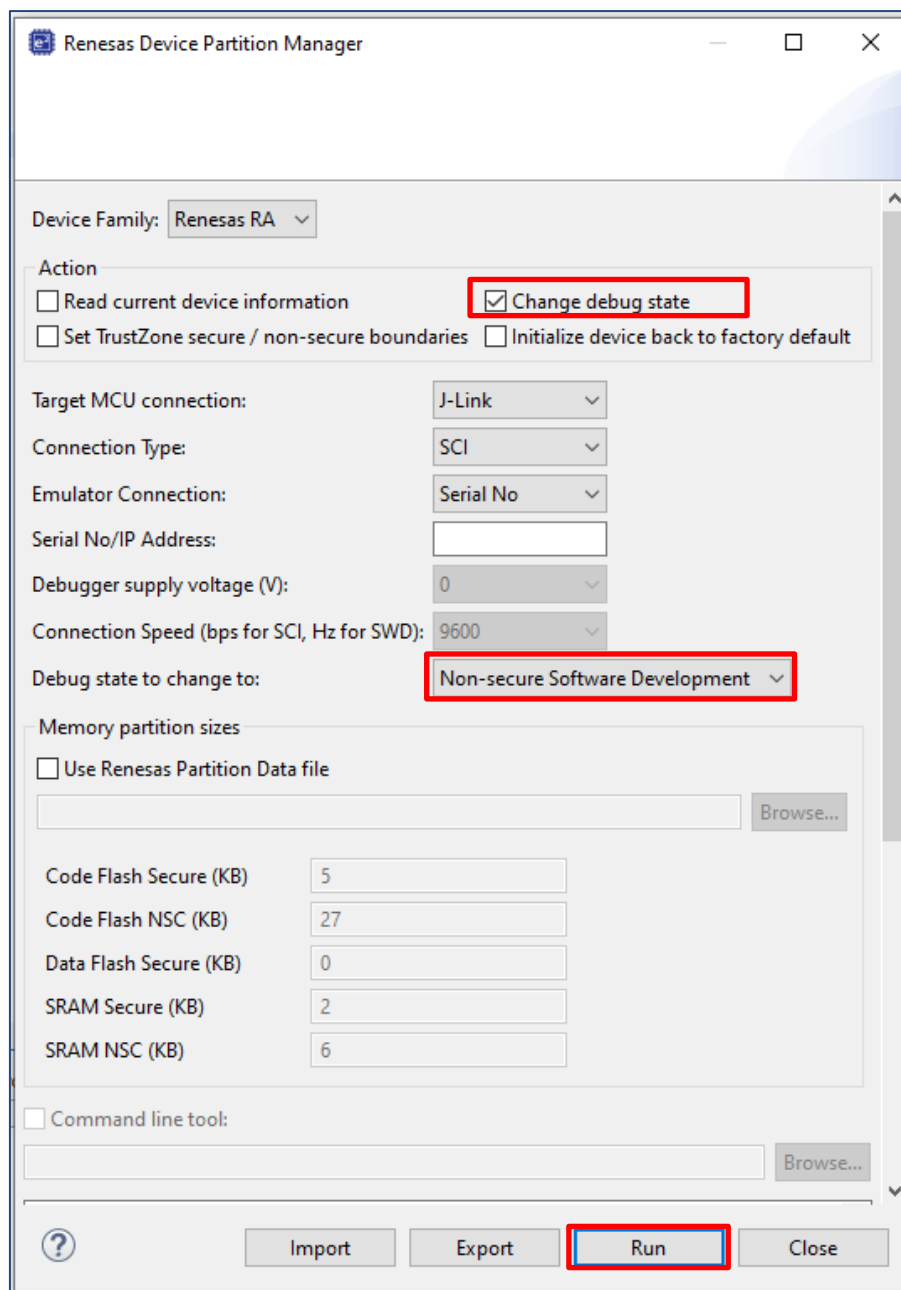 Renesas Device Partition Manager
Device Family: Renesas RA
Action
Read current device information Change debug state
Set TrustZone secure / non-secure boundaries Initialize device back to factory default
Target MCU connection: J-Link
Connection Type: SCI
Emulator Connection: Serial No
Serial No/IP Address:
Debugger supply voltage (V): 0
Connection Speed (bps for SCI, Hz for SWD): 9600
Debug state to change to: Non-secure Software Development
Memory partition sizes
Use Renesas Partition Data file
Browse...
Code Flash Secure (KB) 5
Code Flash NSC (KB) 27
Data Flash Secure (KB) 0
SRAM Secure (KB) 2
SRAM NSC (KB) 6
Command line tool:
Browse...
? Import Export Run Close